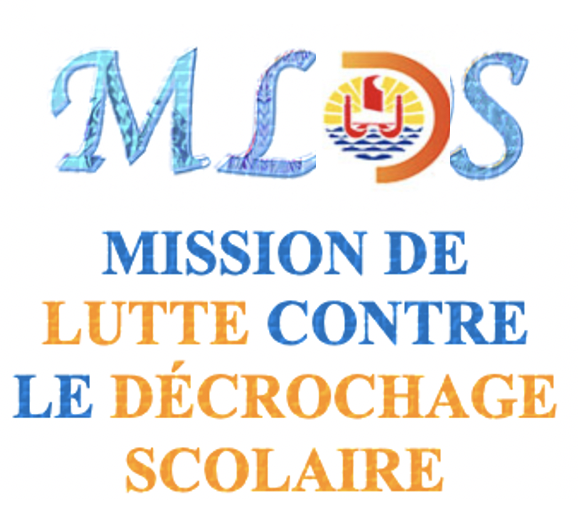 MLDS
MISSION DE
LUTTE CONTRE
LE DÉCROCHAGE
SCOLAIRE